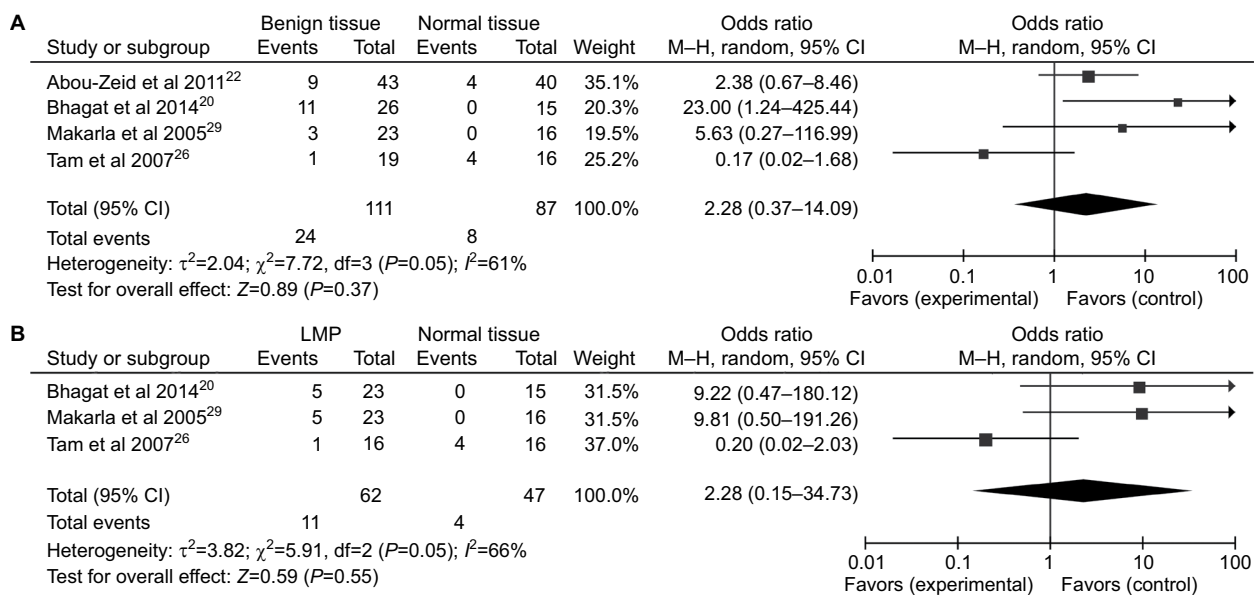 A
Benign tissue Normal tissue Odds ratio Odds ratio
Study or subgroup Events Total Events Total Weight M–H, random, 95% CI M–H, random, 95% CI
Abou-Zeid et al 2011²² 9 43 4 40 35.1% 2.38 (0.67–8.46)
Bhagat et al 2014²⁰ 11 26 0 15 20.3% 23.00 (1.24–425.44)
Makarla et al 2005²⁹ 3 23 0 16 19.5% 5.63 (0.27–116.99)
Tam et al 2007²⁶ 1 19 4 16 25.2% 0.17 (0.02–1.68)
Total (95% CI) 111 87 100.0% 2.28 (0.37–14.09)
Total events 24 8
Heterogeneity: τ²=2.04; χ²=7.72, df=3 (P=0.05); I²=61%
Test for overall effect: Z=0.89 (P=0.37)
0.01 0.1 1 10 100
Favors (experimental) Favors (control)
B
LMP Normal tissue Odds ratio Odds ratio
Study or subgroup Events Total Events Total Weight M–H, random, 95% CI M–H, random, 95% CI
Bhagat et al 2014²⁰ 5 23 0 15 31.5% 9.22 (0.47–180.12)
Makarla et al 2005²⁹ 5 23 0 16 31.5% 9.81 (0.50–191.26)
Tam et al 2007²⁶ 1 16 4 16 37.0% 0.20 (0.02–2.03)
Total (95% CI) 62 47 100.0% 2.28 (0.15–34.73)
Total events 11 4
Heterogeneity: τ²=3.82; χ²=5.91, df=2 (P=0.05); I²=66%
Test for overall effect: Z=0.59 (P=0.55)
0.01 0.1 1 10 100
Favors (experimental) Favors (control)